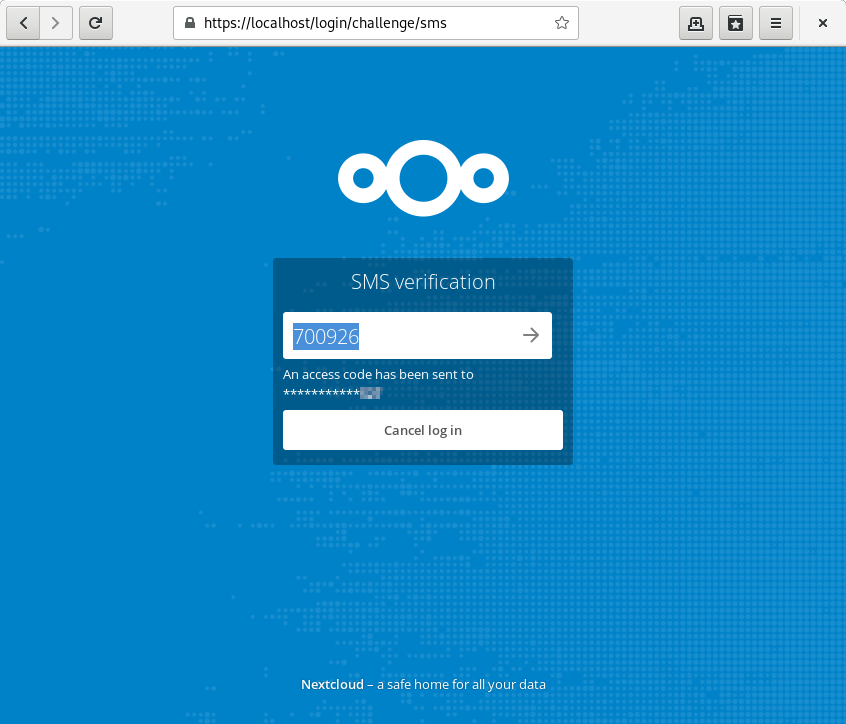 https://localhost/login/challenge/sms
SMS verification
700926
An access code has been sent to
***********
Cancel log in
Nextcloud – a safe home for all your data